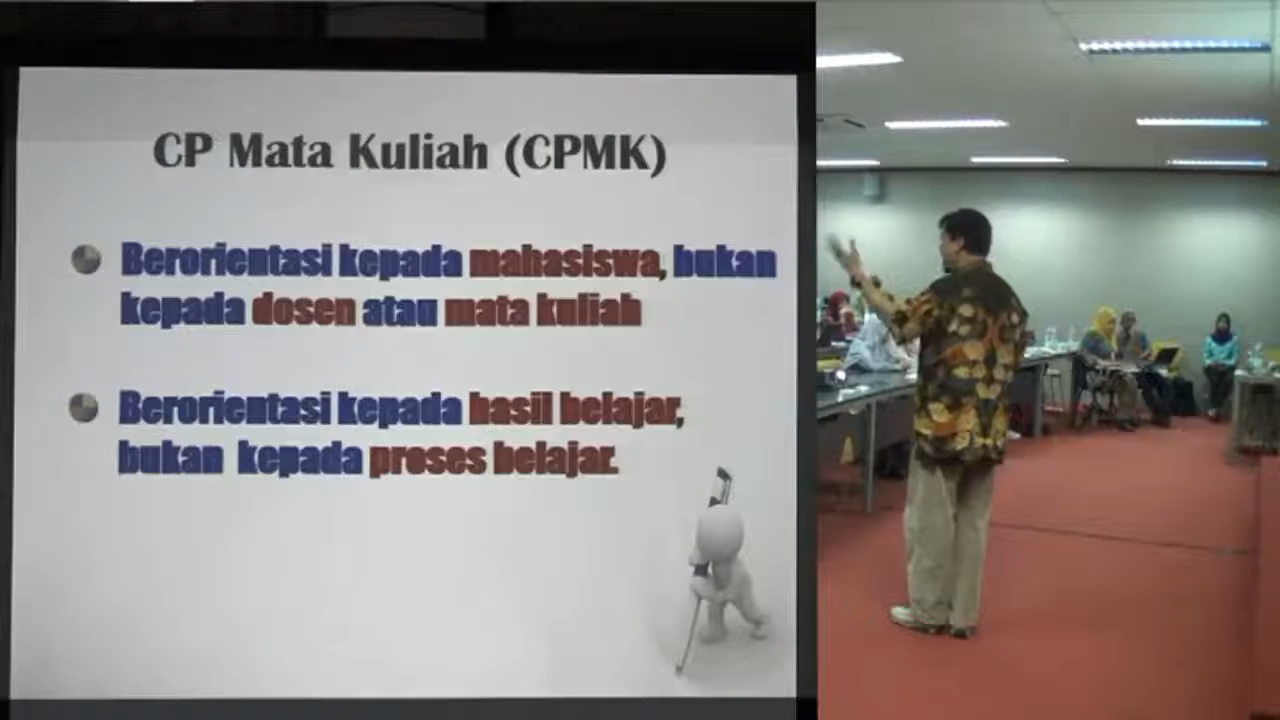 CP Mata Kuliah (CPMK)
Berorientasi kepada mahasiswa, bukan
kepada dosen atau mata kuliah
Berorientasi kepada hasil belajar,
bukan kepada proses belajar.